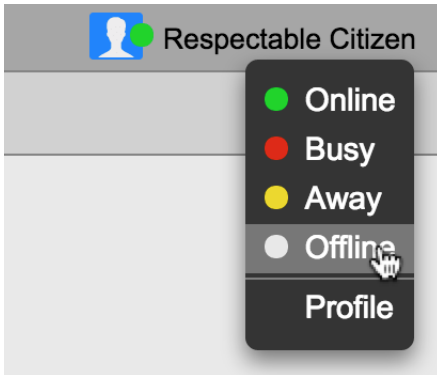 Respectable Citizen
Online
Busy
Away
Offline
Profile